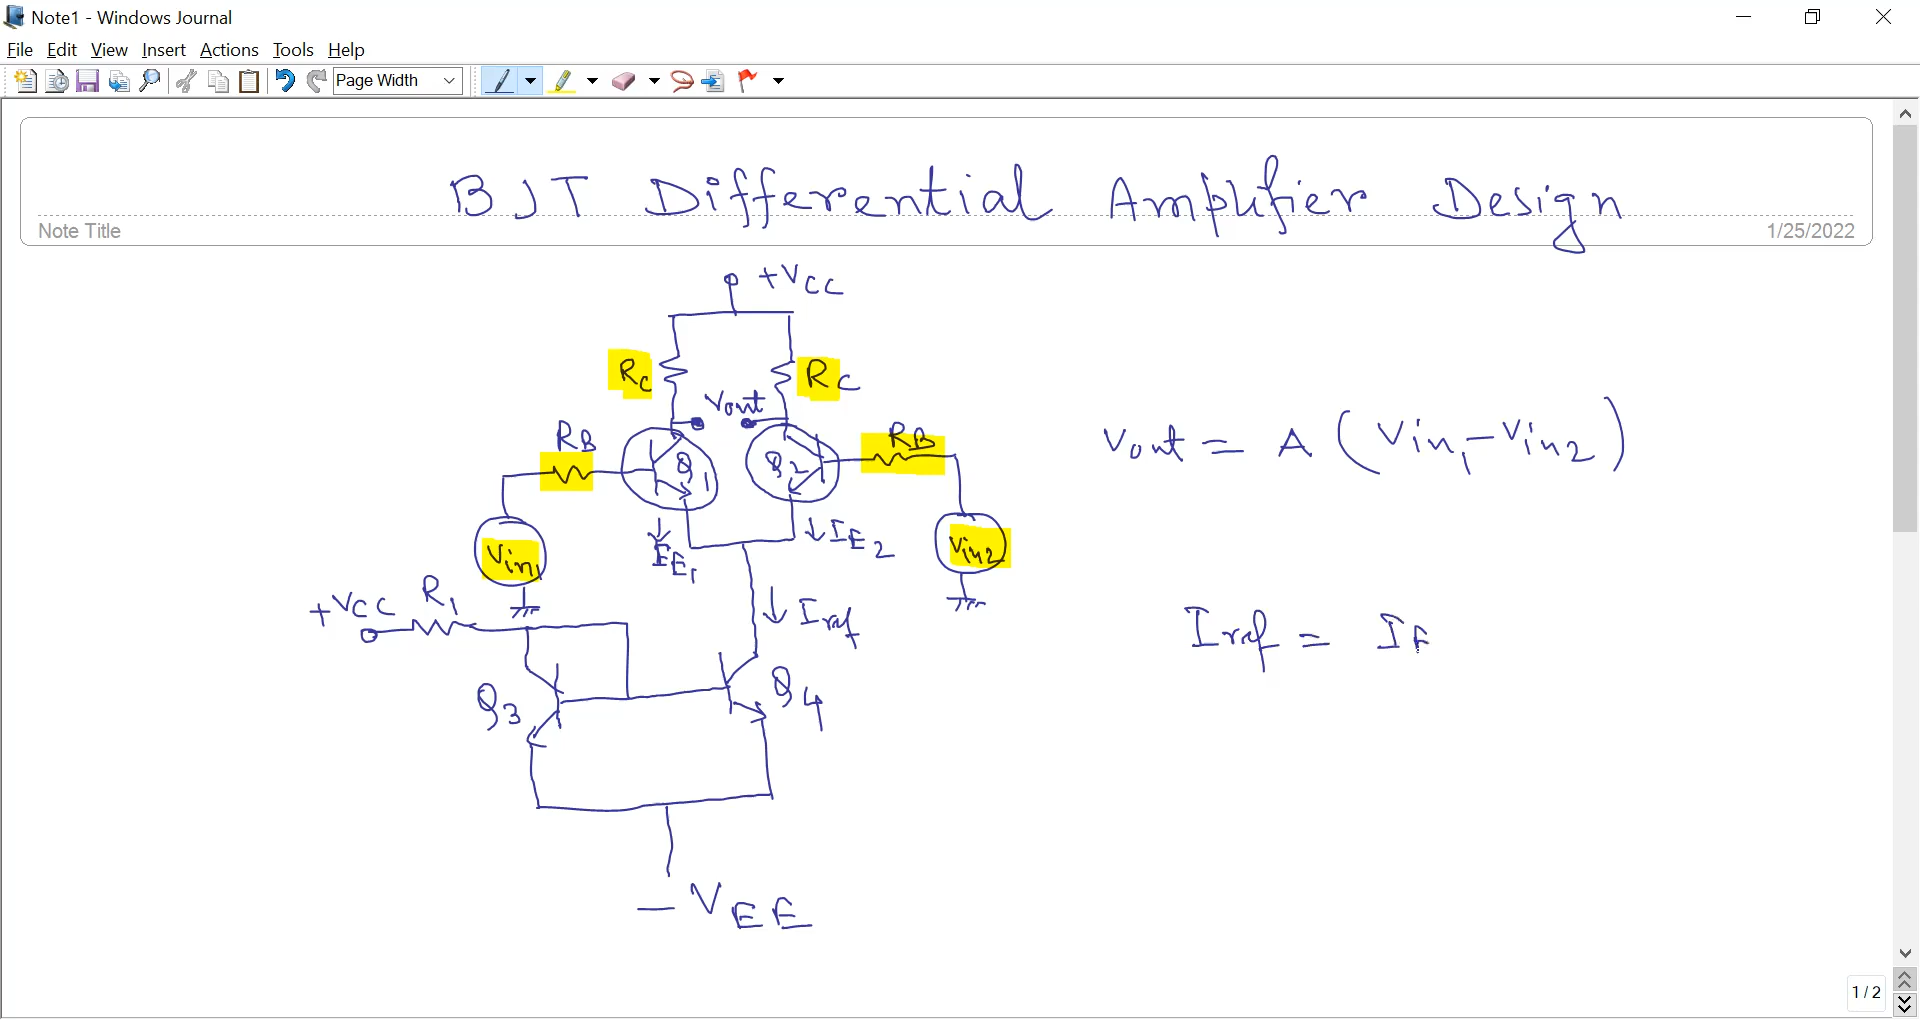 Note1 - Windows Journal
File Edit View Insert Actions Tools Help
Page Width
BJT Differential Amplifier Design
Note Title
1/25/2022
+VCC
RC RC
Vout
RB RB
Q1 Q2
Vout = A (Vin1 - Vin2)
IE1 ↓IE2
Vin1 Vin2
+VCC R1
↓ Iref
Iref = IE
Q3 Q4
- VEE
1 / 2